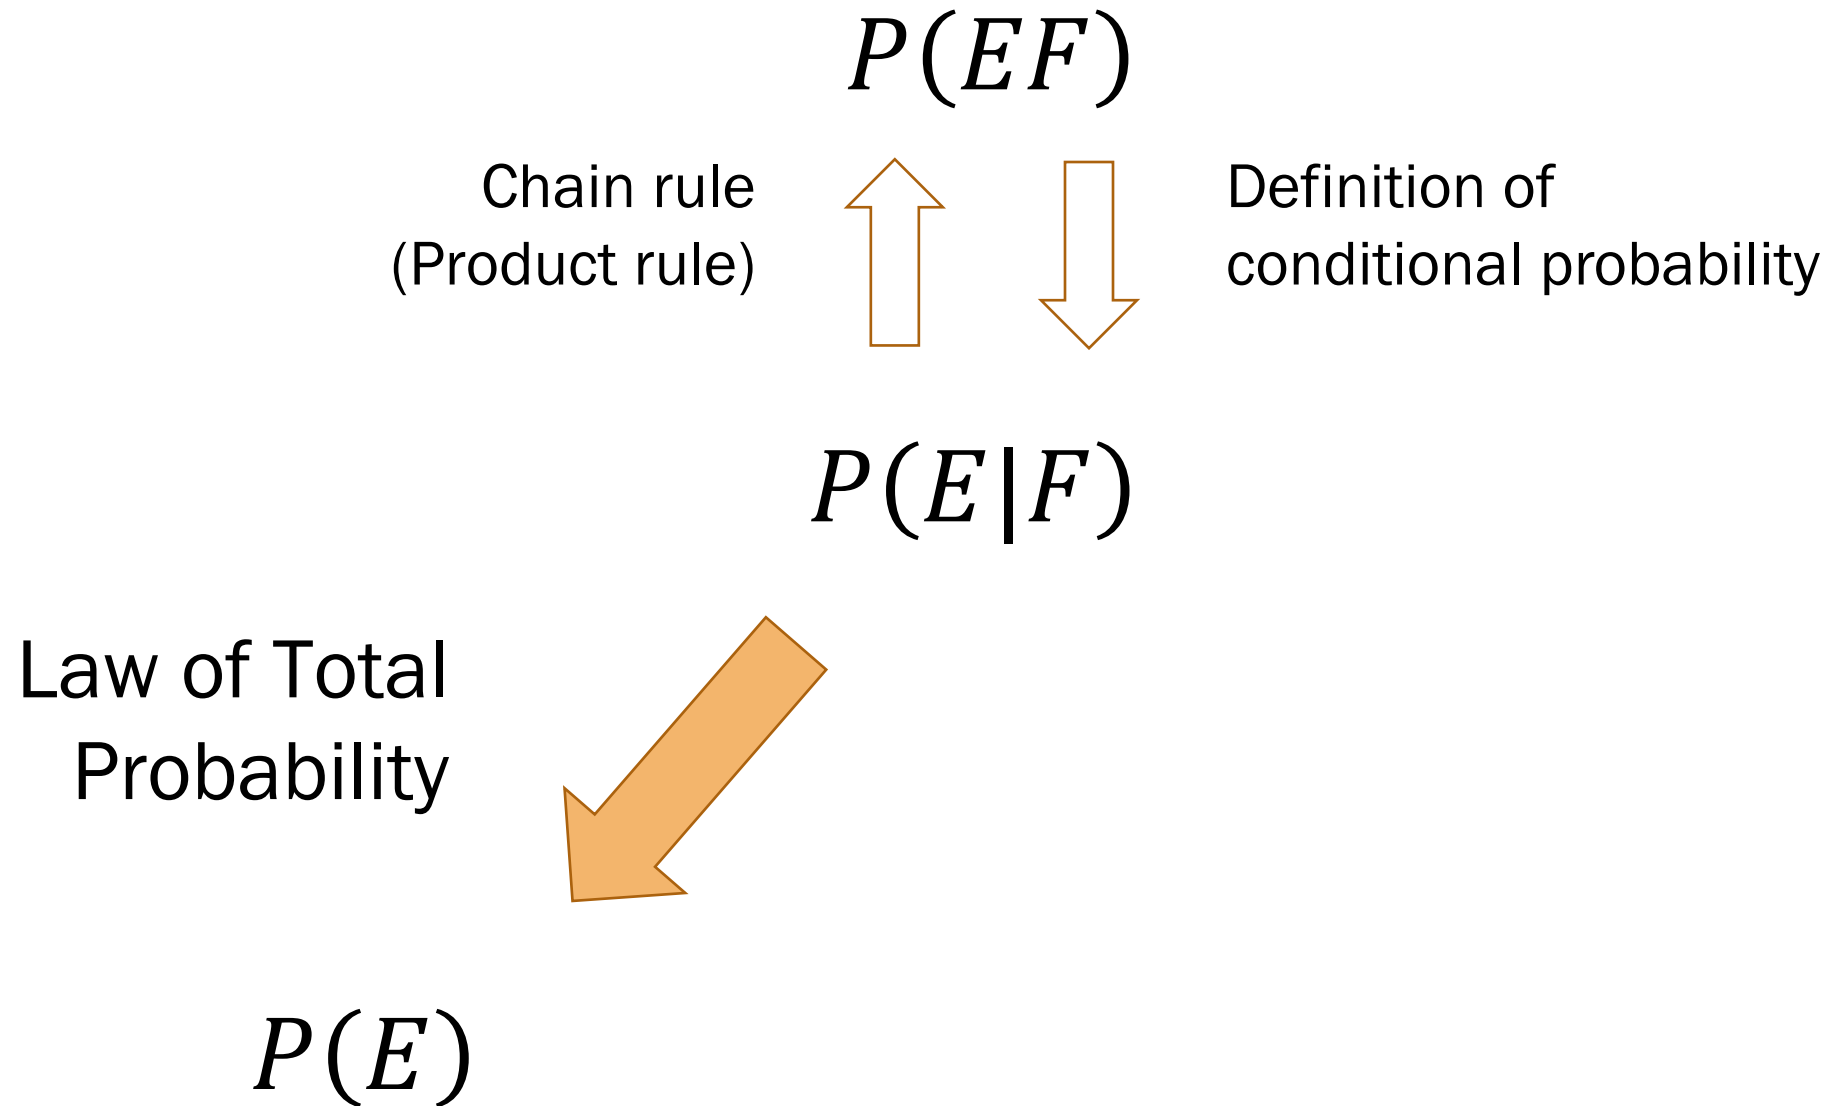 P(EF)
Chain rule
(Product rule)
Definition of
conditional probability
P(E|F)
Law of Total
Probability
P(E)